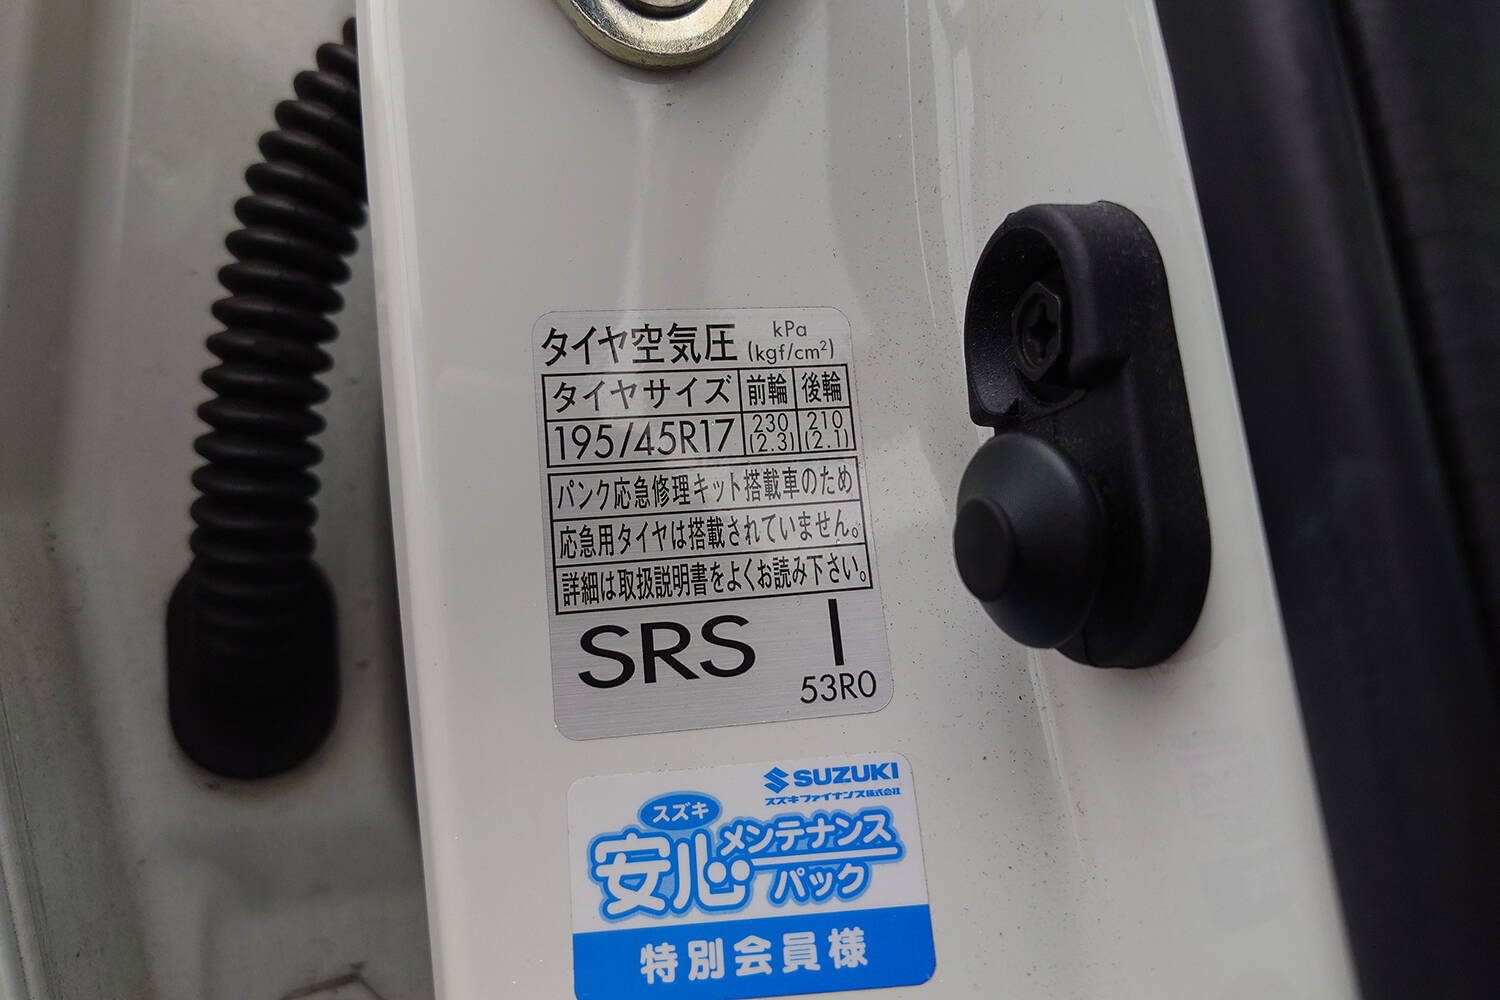 タイヤ空気圧 kPa (kgf/cm²)
タイヤサイズ 前輪 後輪
195/45R17 230 (2.3) 210 (2.1)
パンク応急修理キット搭載車のため
応急用タイヤは搭載されていません。
詳細は取扱説明書をよくお読み下さい。
SRS I
53R0
SUZUKI
スズキファイナンス株式会社
スズキ
安心メンテナンス
パック
特別会員様